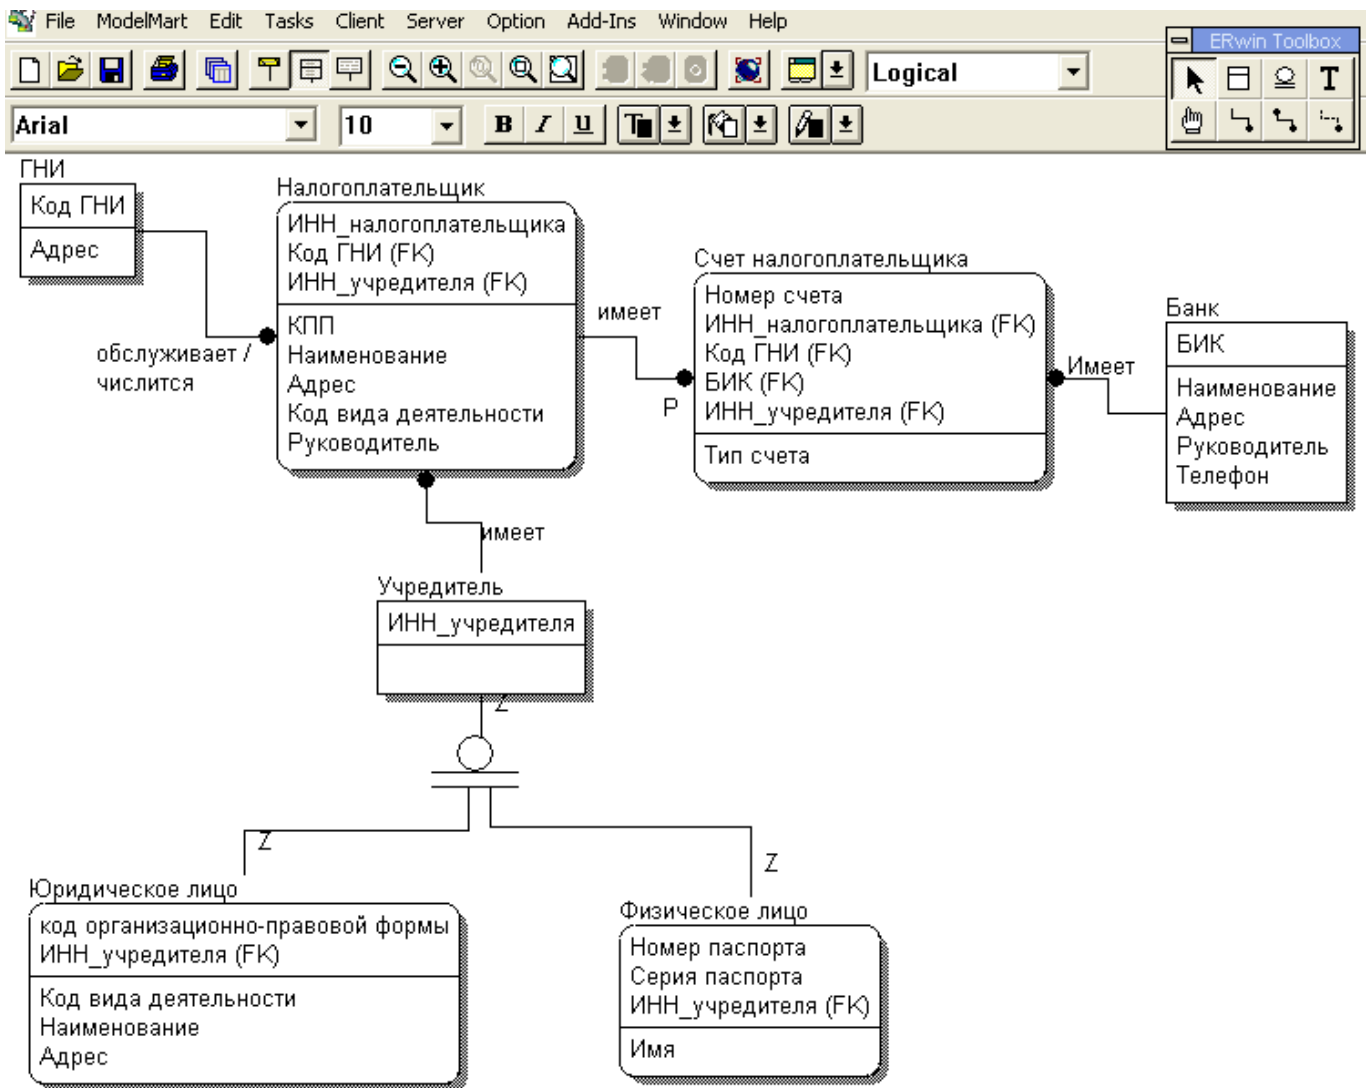 File ModelMart Edit Tasks Client Server Option Add-Ins Window Help
ERwin Toolbox
Logical
T
Arial
10
B I U
ГНИ
Код ГНИ
Адрес
обслуживает /
числится
Налогоплательщик
ИНН_налогоплательщика
Код ГНИ (FK)
ИНН_учредителя (FK)
КПП
Наименование
Адрес
Код вида деятельности
Руководитель
имеет
P
Счет налогоплательщика
Номер счета
ИНН_налогоплательщика (FK)
Код ГНИ (FK)
БИК (FK)
ИНН_учредителя (FK)
Тип счета
Имеет
Банк
БИК
Наименование
Адрес
Руководитель
Телефон
имеет
Учредитель
ИНН_учредителя
Z
Z
Z
Юридическое лицо
код организационно-правовой формы
ИНН_учредителя (FK)
Код вида деятельности
Наименование
Адрес
Физическое лицо
Номер паспорта
Серия паспорта
ИНН_учредителя (FK)
Имя